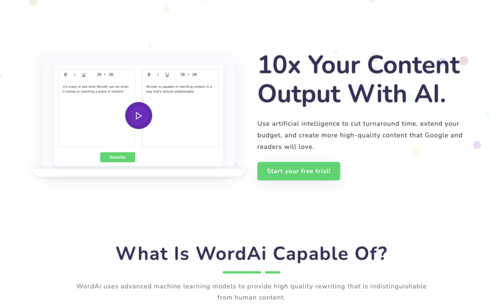 10x Your Content
Output With AI.
Use artificial intelligence to cut turnaround time, extend your
budget, and create more high-quality content that Google and
readers will love.
Start your free trial!
B I U
B I U
It's crazy to see what WordAi can do when
it comes to rewriting a piece of content.
WordAi is capable of rewriting content in a
way that's almost unbelievable.
Rewrite
What Is WordAi Capable Of?
WordAi uses advanced machine learning models to provide high quality rewriting that is indistinguishable
from human content.